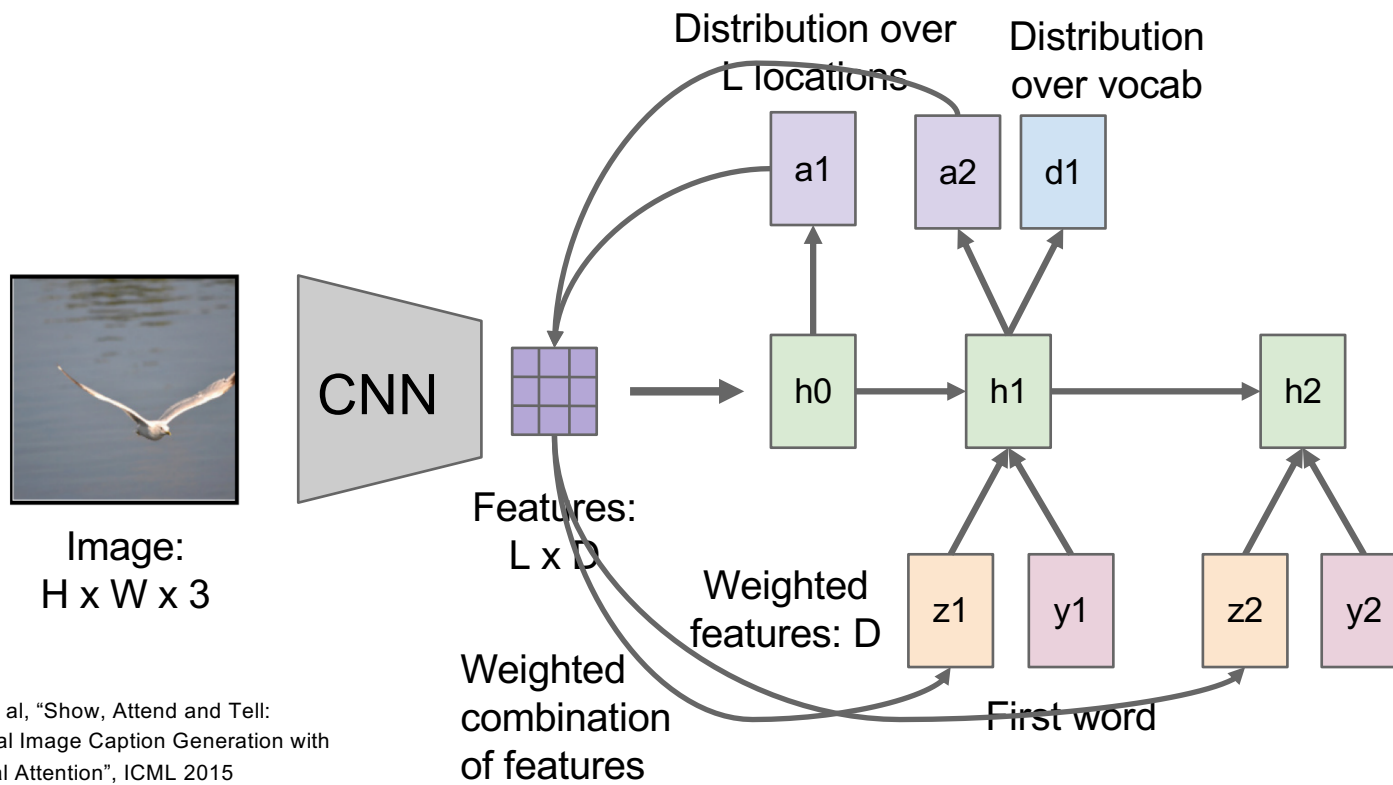 Distribution over
L locations
Distribution
over vocab
a1
a2
d1
CNN
h0
h1
h2
Image:
H x W x 3
Features:
L x D
Weighted
features: D
z1
y1
z2
y2
Weighted
combination
of features
First word
al, “Show, Attend and Tell:
al Image Caption Generation with
al Attention”, ICML 2015